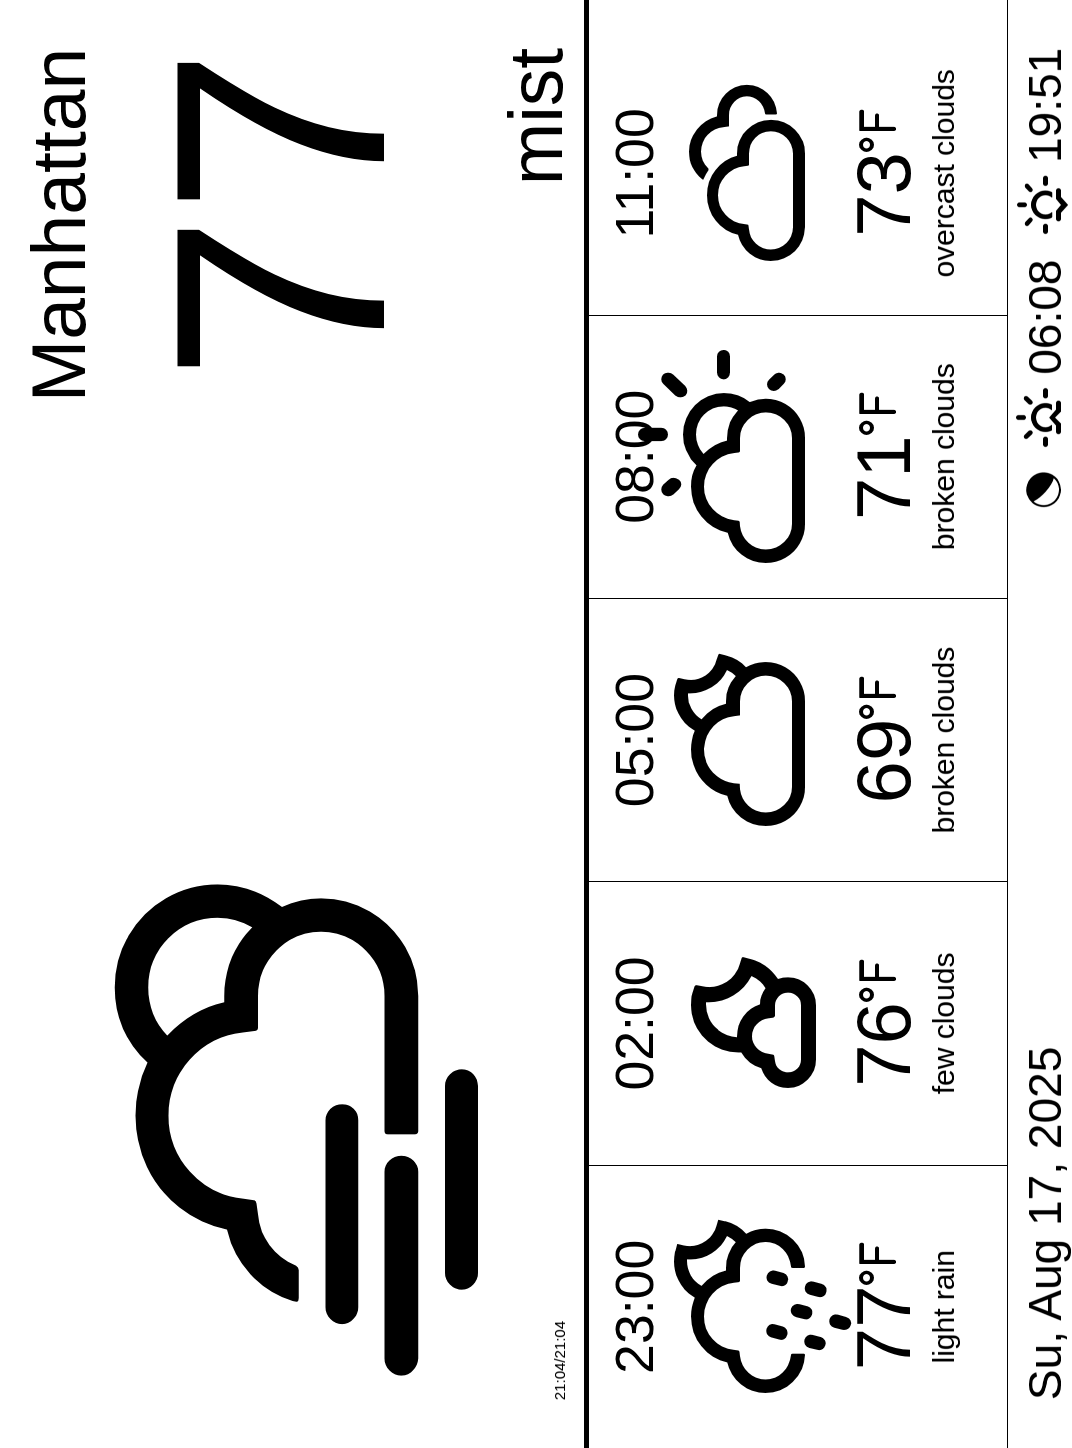 Manhattan
77
mist
21:04/21:04
23:00 02:00 05:00 08:00 11:00
77°F 76°F 69°F 71°F 73°F
light rain few clouds broken clouds broken clouds overcast clouds
Su, Aug 17, 2025 06:08 19:51